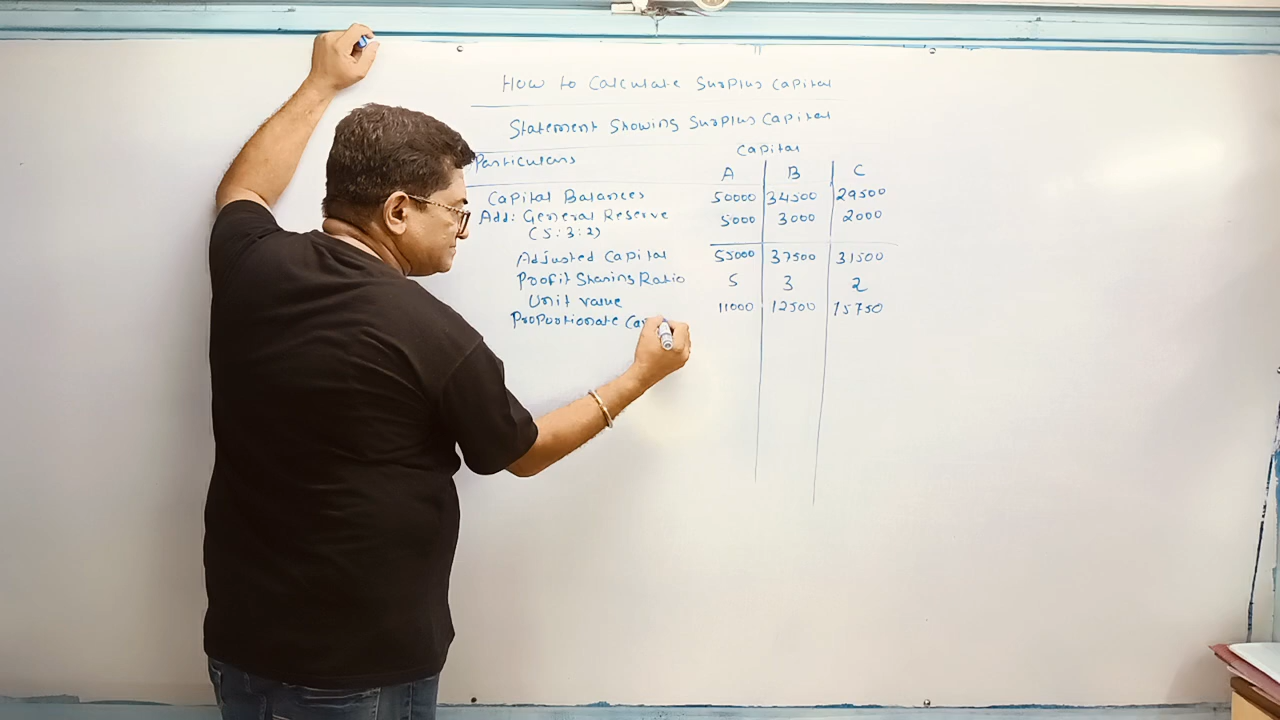 How to Calculate Surplus Capital
Statement Showing Surplus Capital
Particulars Capital
A B C
Capital Balances 50000 34500 29500
Add: General Reserve 5000 3000 2000
(5:3:2)
Adjusted Capital 55000 37500 31500
Profit Sharing Ratio 5 3 2
Unit value 11000 12500 15750
Proportionate Ca